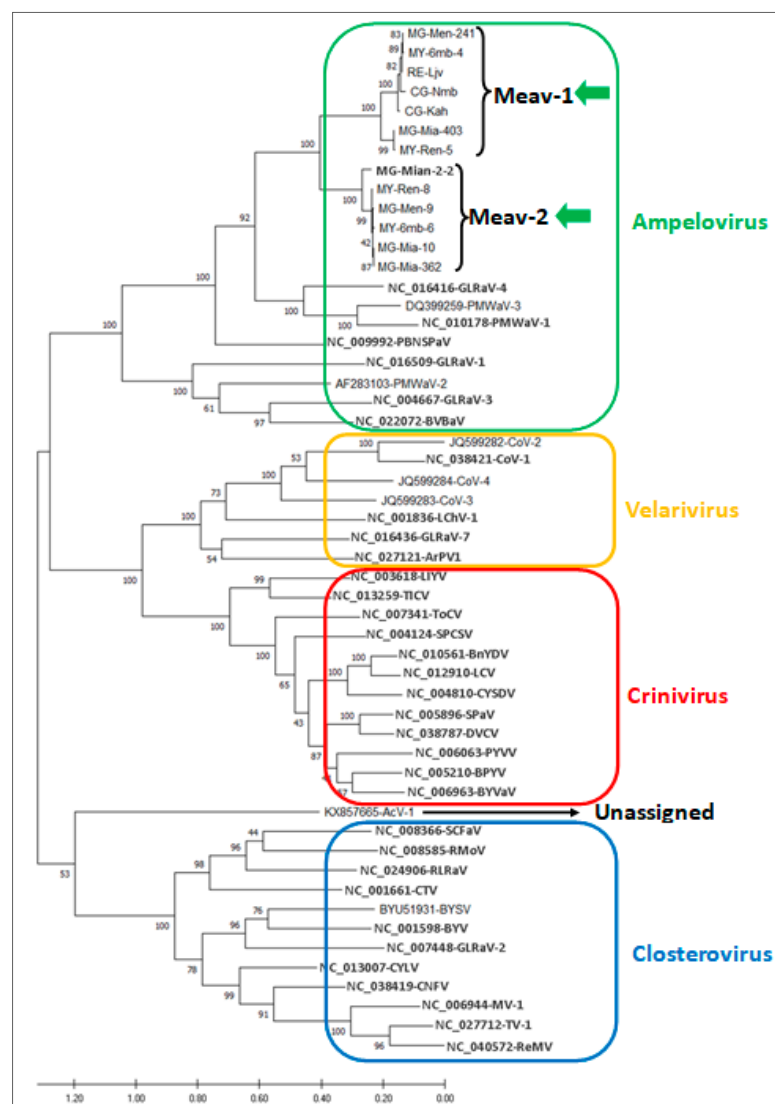 MG-Men-241
MY-6mb-4
RE-Ljv
CG-Nmb
CG-Kah
MG-Mia-403
MY-Ren-5
Meav-1
MG-Mian-2-2
MY-Ren-8
MG-Men-9
MY-6mb-6
MG-Mia-10
MG-Mia-362
Meav-2
Ampelovirus
NC_016416-GLRaV-4
DQ399259-PMWaV-3
NC_010178-PMWaV-1
NC_009992-PBNSPaV
NC_016509-GLRaV-1
AF283103-PMWaV-2
NC_004667-GLRaV-3
NC_022072-BVBaV
JQ599282-CoV-2
NC_038421-CoV-1
JQ599284-CoV-4
JQ599283-CoV-3
NC_001836-LChV-1
NC_016436-GLRaV-7
NC_027121-ArPV1
Velarivirus
NC_003618-LIYV
NC_013259-TICV
NC_007341-ToCV
NC_004124-SPCSV
NC_010561-BnYDV
NC_012910-LCV
NC_004810-CYSDV
NC_005896-SPaV
NC_038787-DVCV
NC_006063-PYVV
NC_005210-BPYV
NC_006963-BYVaV
Crinivirus
KX857665-AcV-1
Unassigned
NC_008366-SCFaV
NC_008585-RMoV
NC_024906-RLRaV
NC_001661-CTV
BYU51931-BYSV
NC_001598-BYV
NC_007448-GLRaV-2
NC_013007-CYLV
NC_038419-CNFV
NC_006944-MV-1
NC_027712-TV-1
NC_040572-ReMV
Closterovirus
83
89
82
100
100
99
100
100
99
42
87
92
100
100
100
100
100
100
61
97
100
53
100
73
100
54
100
99
100
100
65
100
100
43
100
87
53
44
96
98
100
76
96
78
99
91
100
96
1.20 1.00 0.80 0.60 0.40 0.20 0.00